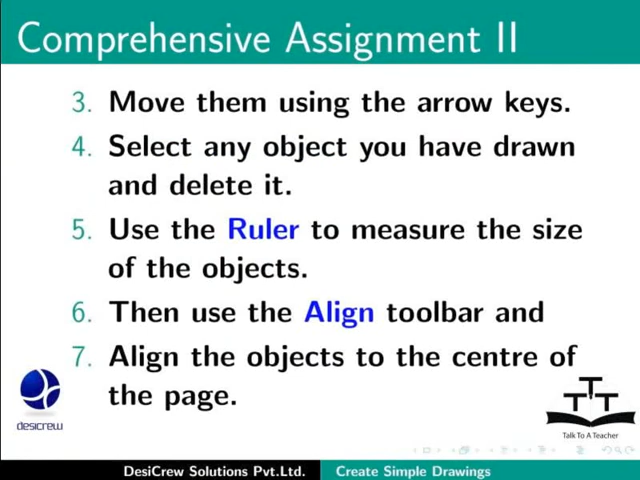 Comprehensive Assignment II
3. Move them using the arrow keys.
4. Select any object you have drawn
and delete it.
5. Use the Ruler to measure the size
of the objects.
6. Then use the Align toolbar and
7. Align the objects to the centre of
the page.
desicrew
TTT
Talk To A Teacher
DesiCrew Solutions Pvt.Ltd. Create Simple Drawings